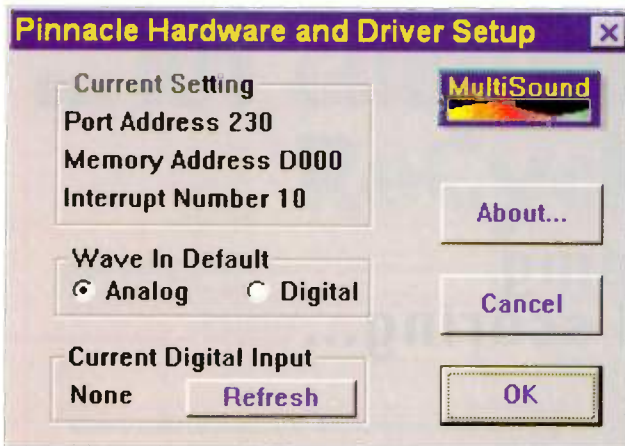 Pinnacle Hardware and Driver Setup
MultiSound
Current Setting
Port Address 230
Memory Address D000
Interrupt Number 10
About...
Wave In Default
Analog
Digital
Cancel
Current Digital Input
None
Refresh
OK